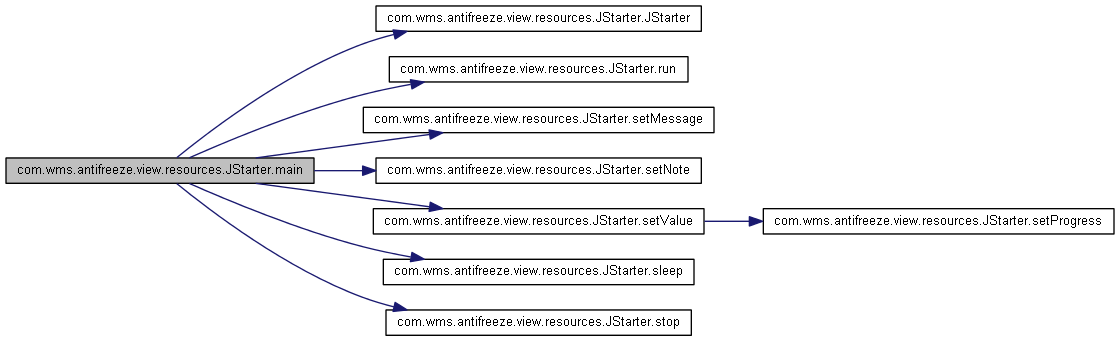 com.wms.antifreeze.view.resources.JStarter.JStarter
com.wms.antifreeze.view.resources.JStarter.run
com.wms.antifreeze.view.resources.JStarter.setMessage
com.wms.antifreeze.view.resources.JStarter.main
com.wms.antifreeze.view.resources.JStarter.setNote
com.wms.antifreeze.view.resources.JStarter.setValue
com.wms.antifreeze.view.resources.JStarter.setProgress
com.wms.antifreeze.view.resources.JStarter.sleep
com.wms.antifreeze.view.resources.JStarter.stop